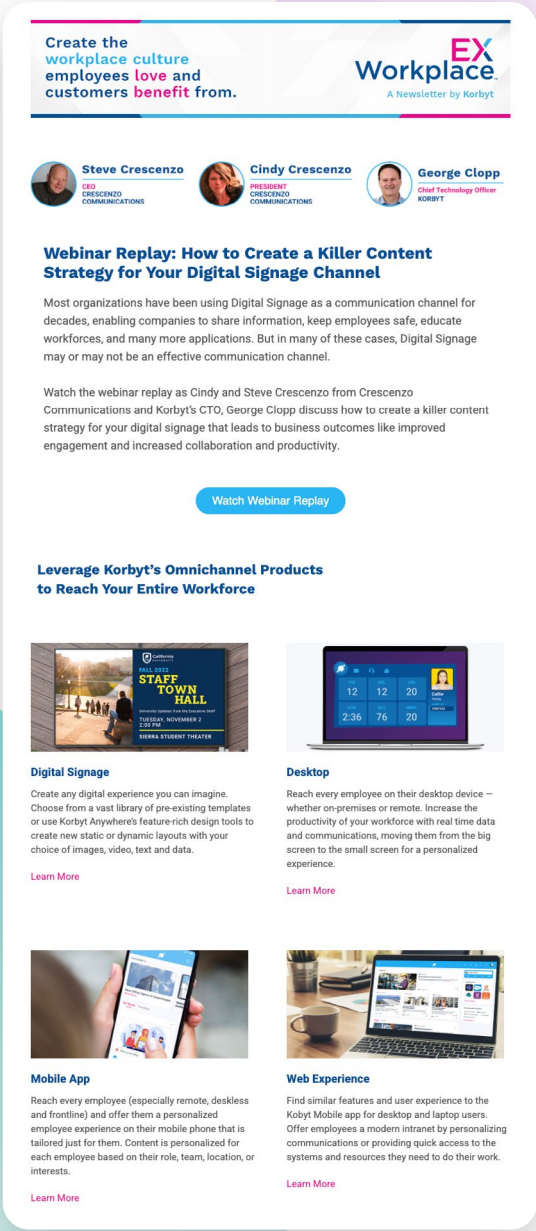 Create the
workplace culture
employees love and
customers benefit from.
EX
Workplace™
A Newsletter by Korbyt
Steve Crescenzo
CEO
CRESCENZO
COMMUNICATIONS
Cindy Crescenzo
PRESIDENT
CRESCENZO
COMMUNICATIONS
George Clopp
Chief Technology Officer
KORBYT
Webinar Replay: How to Create a Killer Content
Strategy for Your Digital Signage Channel
Most organizations have been using Digital Signage as a communication channel for
decades, enabling companies to share information, keep employees safe, educate
workforces, and many more applications. But in many of these cases, Digital Signage
may or may not be an effective communication channel.
Watch the webinar replay as Cindy and Steve Crescenzo from Crescenzo
Communications and Korbyt's CTO, George Clopp discuss how to create a killer content
strategy for your digital signage that leads to business outcomes like improved
engagement and increased collaboration and productivity.
Watch Webinar Replay
Leverage Korbyt's Omnichannel Products
to Reach Your Entire Workforce
California
UNIVERSITY
FALL 2022
STAFF
TOWN
HALL
University Updates from the Executive Staff
TUESDAY, NOVEMBER 2
2:00 PM
SIERRA STUDENT THEATER
12
12
20
2:36
76
20
Callie
Digital Signage
Create any digital experience you can imagine.
Choose from a vast library of pre-existing templates
or use Korbyt Anywhere's feature-rich design tools to
create new static or dynamic layouts with your
choice of images, video, text and data.
Learn More
Desktop
Reach every employee on their desktop device —
whether on-premises or remote. Increase the
productivity of your workforce with real time data
and communications, moving them from the big
screen to the small screen for a personalized
experience.
Learn More
Mobile App
Reach every employee (especially remote, deskless
and frontline) and offer them a personalized
employee experience on their mobile phone that is
tailored just for them. Content is personalized for
each employee based on their role, team, location, or
interests.
Learn More
Web Experience
Find similar features and user experience to the
Kobyt Mobile app for desktop and laptop users.
Offer employees a modern intranet by personalizing
communications or providing quick access to the
systems and resources they need to do their work.
Learn More